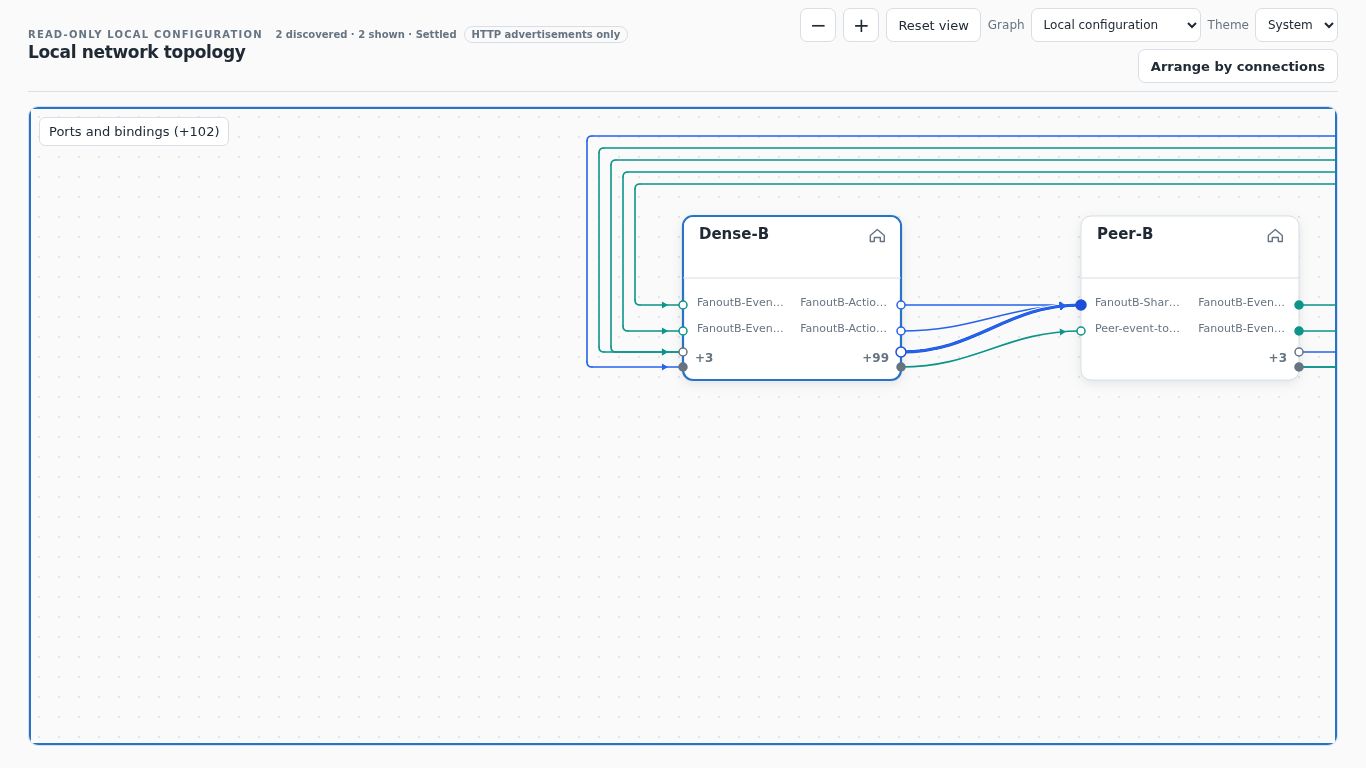 READ-ONLY LOCAL CONFIGURATION 2 discovered · 2 shown · Settled HTTP advertisements only
Local network topology
− + Reset view Graph Local configuration Theme System
Arrange by connections
Ports and bindings (+102)
Dense-B
FanoutB-Even… FanoutB-Actio…
FanoutB-Even… FanoutB-Actio…
+3 +99
Peer-B
FanoutB-Shar… FanoutB-Even…
Peer-event-to… FanoutB-Even…
+3